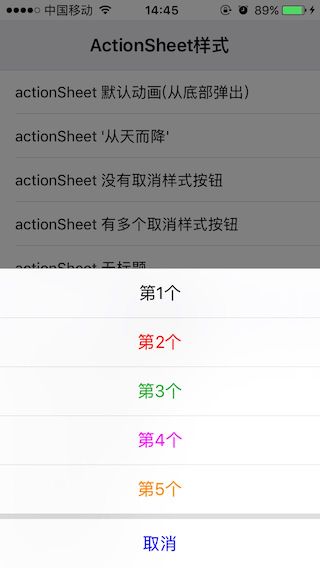 中国移动 14:45 89%
ActionSheet样式
actionSheet 默认动画(从底部弹出)
actionSheet '从天而降'
actionSheet 没有取消样式按钮
actionSheet 有多个取消样式按钮
actionSheet 无标题
第1个
第2个
第3个
第4个
第5个
取消